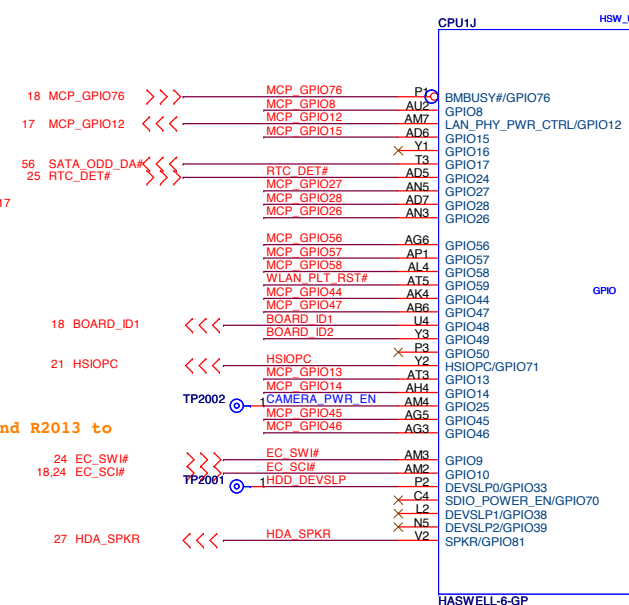 CPU1J
HSW_U
18 MCP_GPIO76 MCP_GPIO76 P1 BMBUSY#/GPIO76
MCP_GPIO8 AU2 GPIO8
17 MCP_GPIO12 MCP_GPIO12 AM7 LAN_PHY_PWR_CTRL/GPIO12
MCP_GPIO15 AD6 GPIO15
Y1 GPIO16
56 SATA_ODD_DA# T3 GPIO17
25 RTC_DET# RTC_DET# AD5 GPIO24
MCP_GPIO27 AN5 GPIO27
17 MCP_GPIO28 AD7 GPIO28
MCP_GPIO26 AN3 GPIO26
MCP_GPIO56 AG6 GPIO56
MCP_GPIO57 AP1 GPIO57
MCP_GPIO58 AL4 GPIO58
WLAN_PLT_RST# AT5 GPIO59
MCP_GPIO44 AK4 GPIO44
GPIO
MCP_GPIO47 AB6 GPIO47
18 BOARD_ID1 BOARD_ID1 U4 GPIO48
BOARD_ID2 Y3 GPIO49
P3 GPIO50
21 HSIOPC HSIOPC Y2 HSIOPC/GPIO71
MCP_GPIO13 AT3 GPIO13
MCP_GPIO14 AH4 GPIO14
TP2002 1 CAMERA_PWR_EN AM4 GPIO25
MCP_GPIO45 AG5 GPIO45
nd R2013 to
MCP_GPIO46 AG3 GPIO46
24 EC_SWI# EC_SWI# AM3 GPIO9
18,24 EC_SCI# EC_SCI# AM2 GPIO10
TP2001 1 HDD_DEVSLP P2 DEVSLP0/GPIO33
C4 SDIO_POWER_EN/GPIO70
L2 DEVSLP1/GPIO38
N5 DEVSLP2/GPIO39
27 HDA_SPKR HDA_SPKR V2 SPKR/GPIO81
HASWELL-6-GP